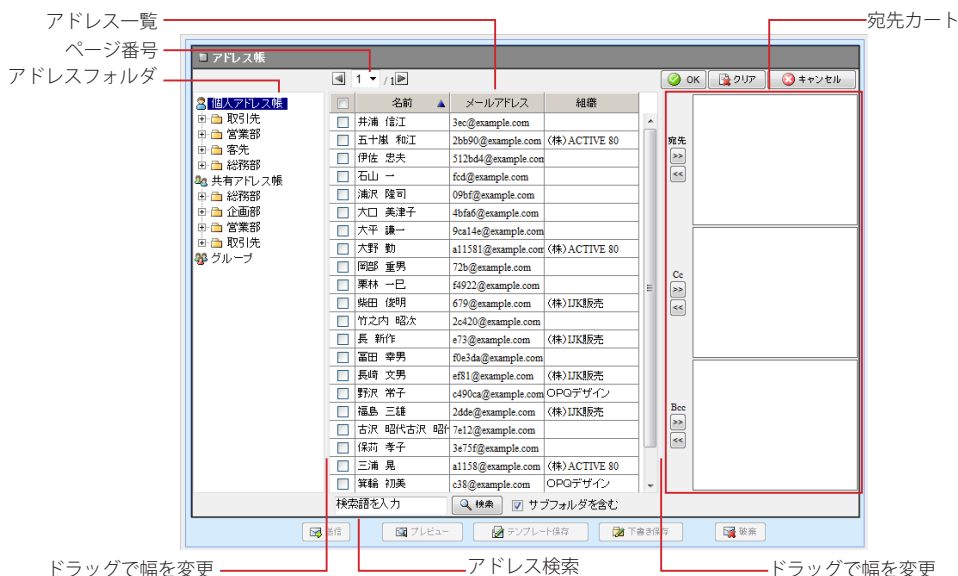 アドレス一覧
宛先カート
ページ番号
アドレスフォルダ
アドレス帳
1 / 1
OK クリア キャンセル
個人アドレス帳
取引先
営業部
客先
総務部
共有アドレス帳
総務部
企画部
営業部
取引先
グループ
名前 メールアドレス 組織
井浦 信江 3ec@example.com
五十嵐 和江 2bb90@example.com (株)ACTIVE 80
伊佐 忠夫 512bd4@example.com
石山 一 fcd@example.com
浦沢 隆司 09bf@example.com
大口 美津子 4bfa6@example.com
大平 謙一 9ca14e@example.com
大野 勤 a11581@example.com (株)ACTIVE 80
岡部 重男 72b@example.com
栗林 一巳 f4922@example.com
柴田 俊明 679@example.com (株)IJK販売
竹之内 昭次 2c420@example.com
長 新作 e73@example.com (株)IJK販売
冨田 幸男 f0e3da@example.com
長崎 文男 ef81@example.com (株)IJK販売
野沢 常子 c490ca@example.com OPQデザイン
福島 三雄 2dde@example.com (株)IJK販売
古沢 昭代古沢 昭 7e12@example.com
保苅 孝子 3e75f@example.com
三浦 晃 a1158@example.com (株)ACTIVE 80
箕輪 初美 c38@example.com OPQデザイン
宛先
>>
<<
Cc
>>
<<
Bcc
>>
<<
検索語を入力 検索 サブフォルダを含む
送信 プレビュー テンプレート保存 下書き保存 破棄
ドラッグで幅を変更
アドレス検索
ドラッグで幅を変更